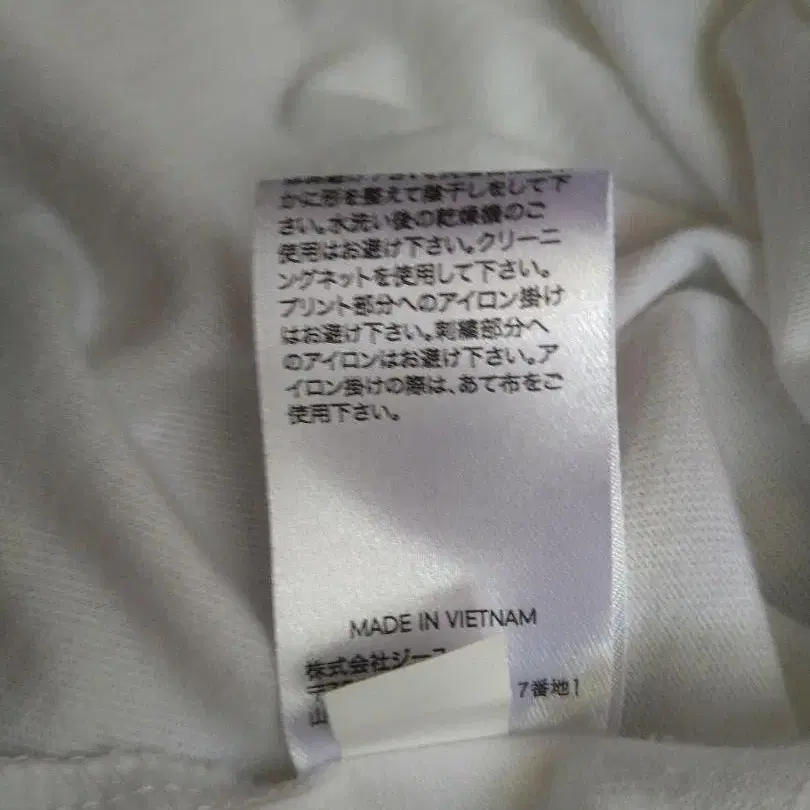 かに形を整えて陰干しをして下
さい。水洗い後の乾燥機のご
使用はお避け下さい。クリーニ
ングネットを使用して下さい。
プリント部分へのアイロン掛け
はお避け下さい。刺繍部分へ
のアイロンはお避け下さい。ア
イロン掛けの際は、あて布をご
使用下さい。
MADE IN VIETNAM
株式会社ジーユー
7番地1